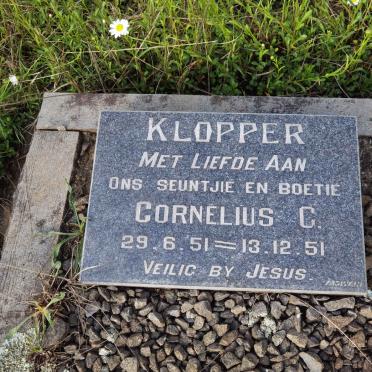 KLOPPER
MET LIEFDE AAN
ONS SEUNTJIE EN BOETIE
CORNELIUS C.
29.6.51=13.12.51
VEILIG BY JESUS.